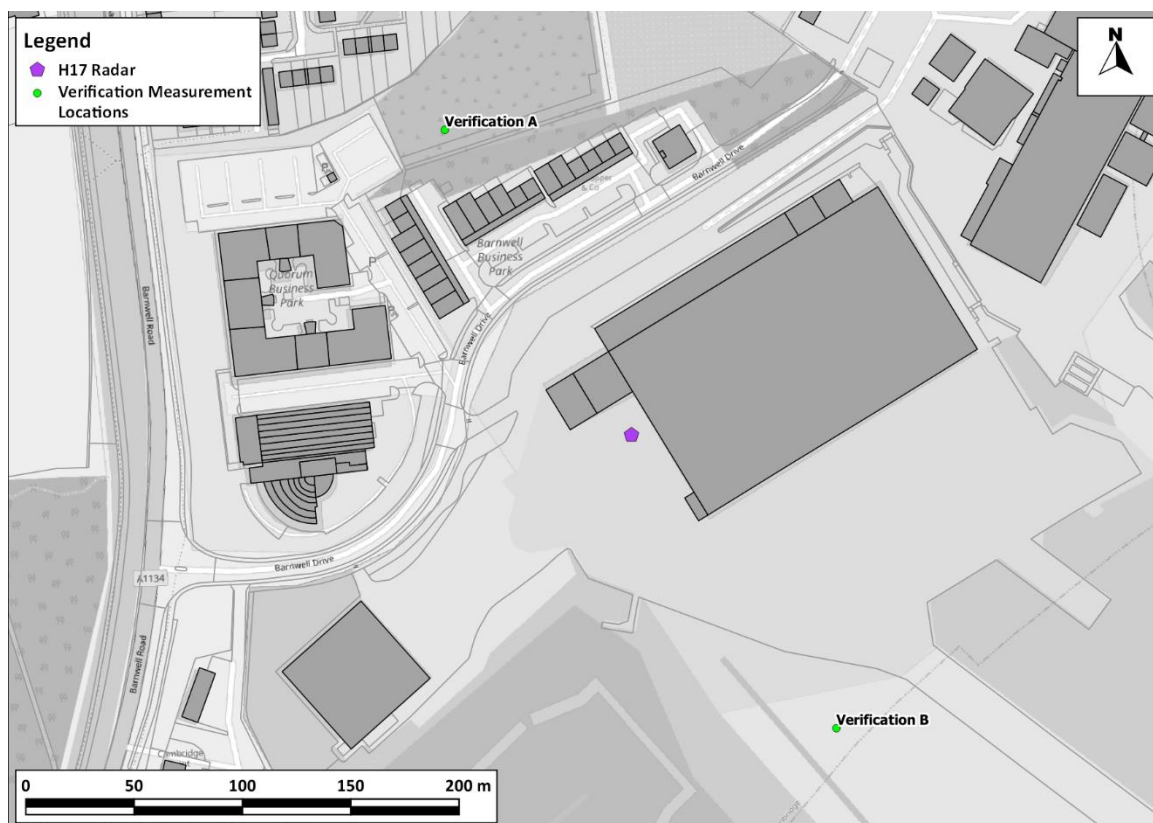 Legend
H17 Radar
Verification Measurement
Locations
N
Verification A
Barnwell Drive
& Co
Barnwell
Business
Park
P
Quorum
Business
Park
Barnwell Road
Barnwell Drive
Barnwell Drive
A1134
Barnwell Road
Verification B
0 50 100 150 200 m